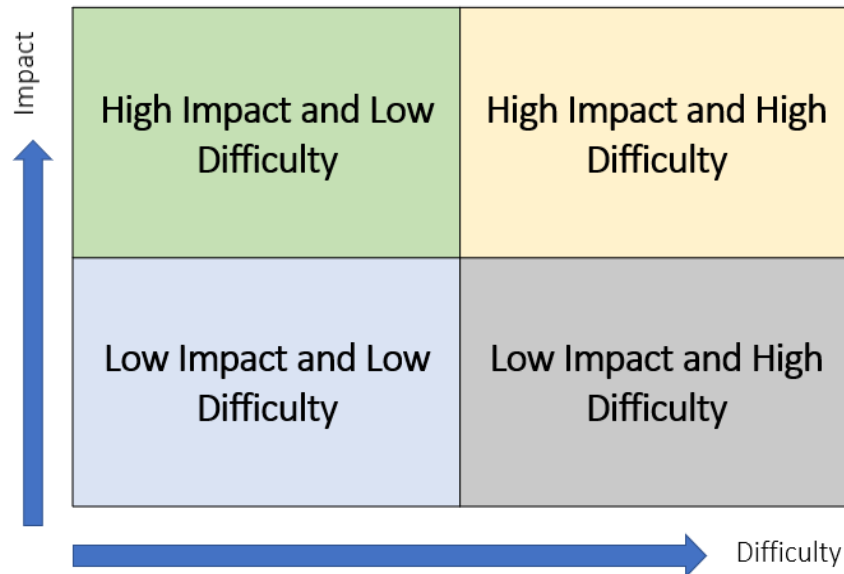 Impact
High Impact and Low
Difficulty
High Impact and High
Difficulty
Low Impact and Low
Difficulty
Low Impact and High
Difficulty
Difficulty